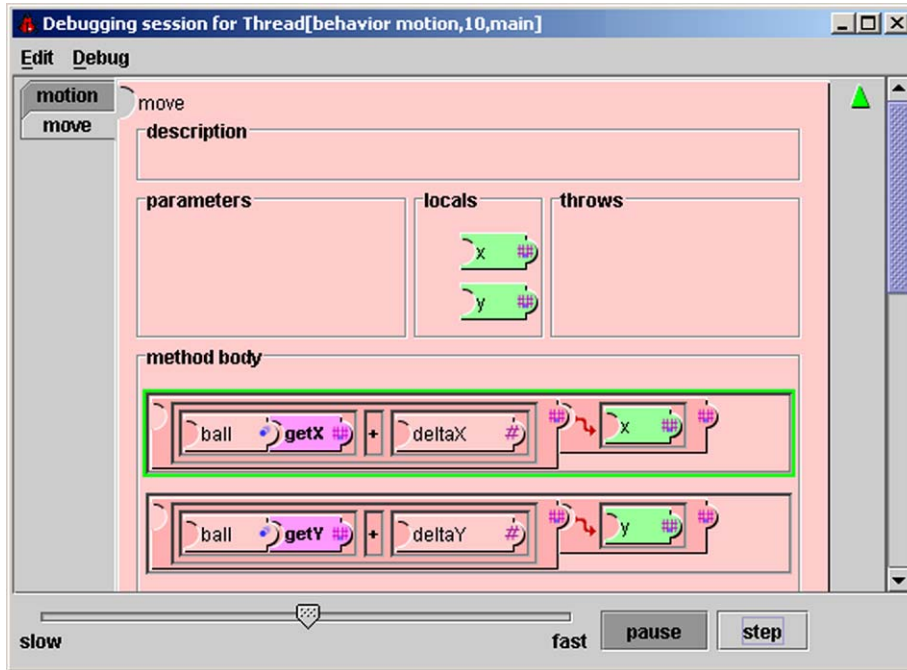 Debugging session for Thread[behavior motion,10,main]
Edit Debug
motion
move
move
description
parameters
locals
throws
x
y
method body
ball getX # + deltaX # # x # #
ball getY # + deltaY # # y # #
slow
fast
pause
step